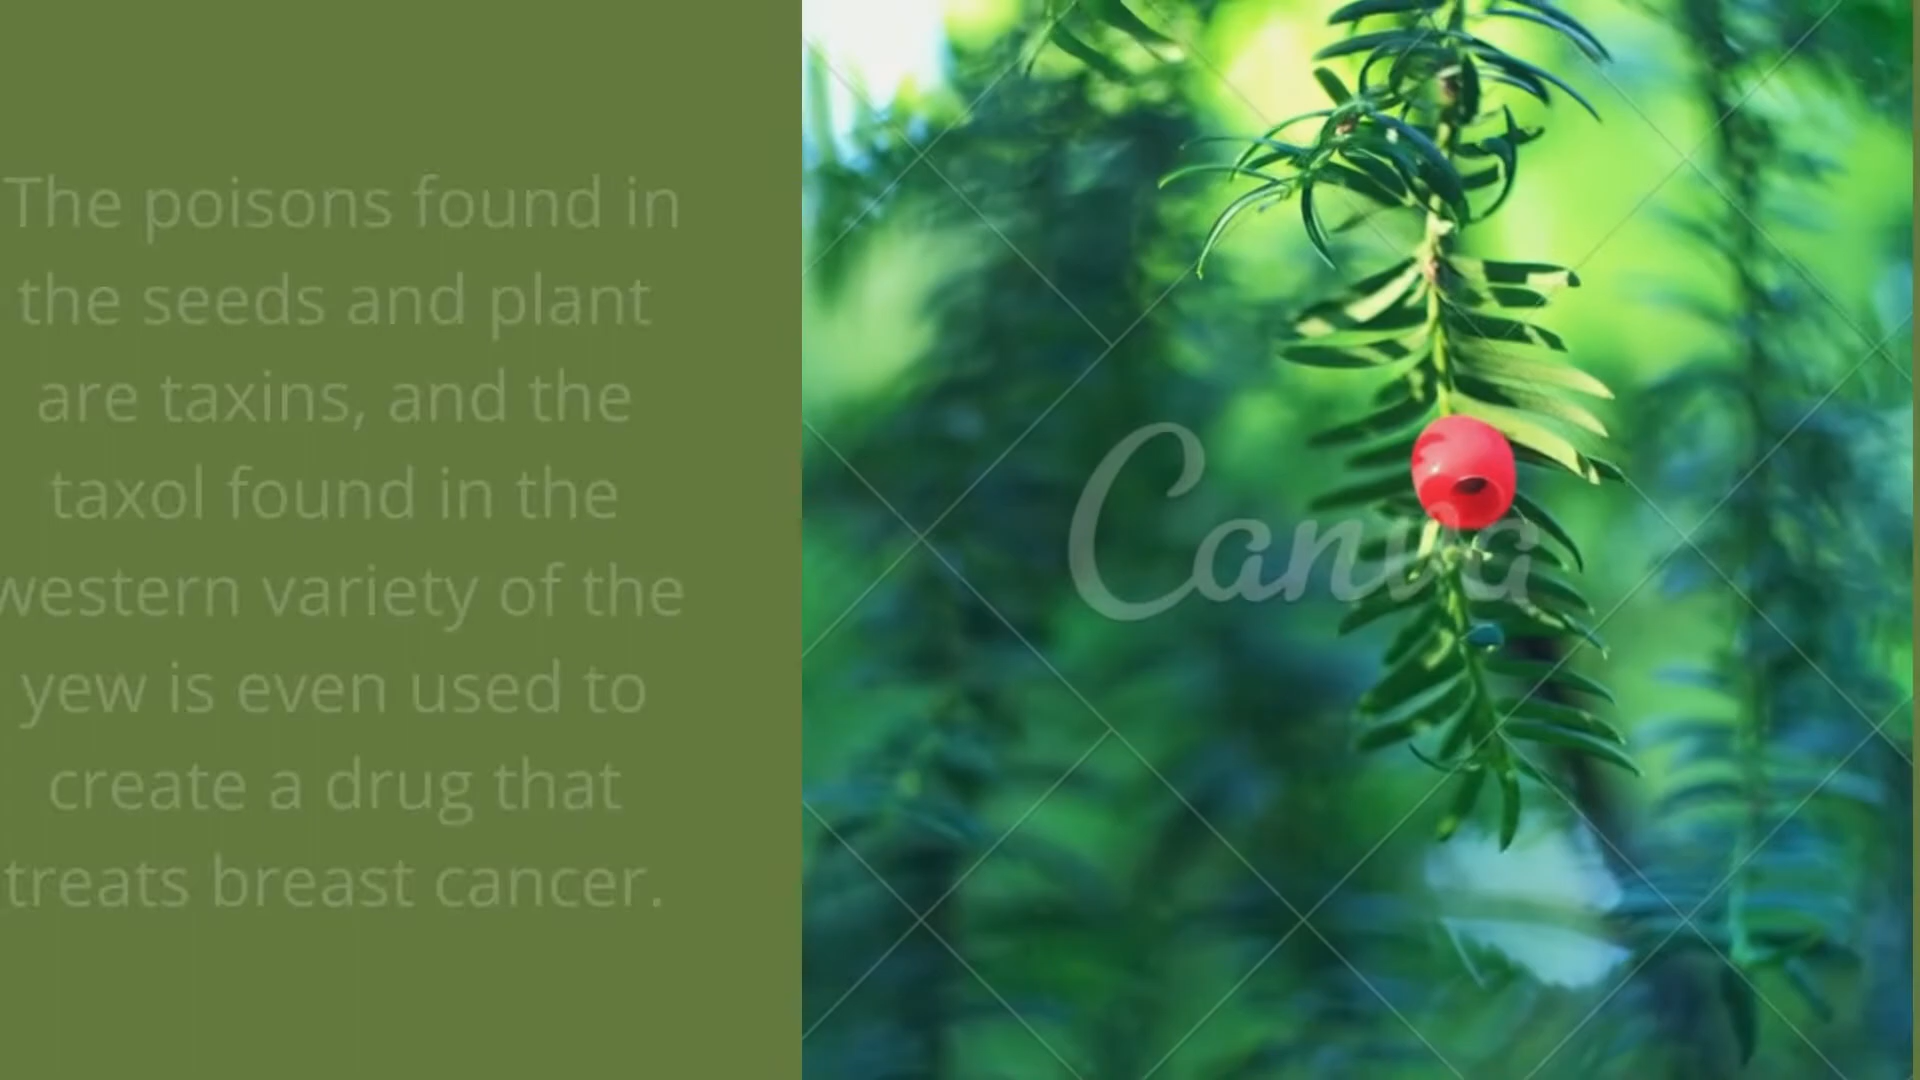 The poisons found in
the seeds and plant
are taxins, and the
taxol found in the
western variety of the
yew is even used to
create a drug that
treats breast cancer.
Canva